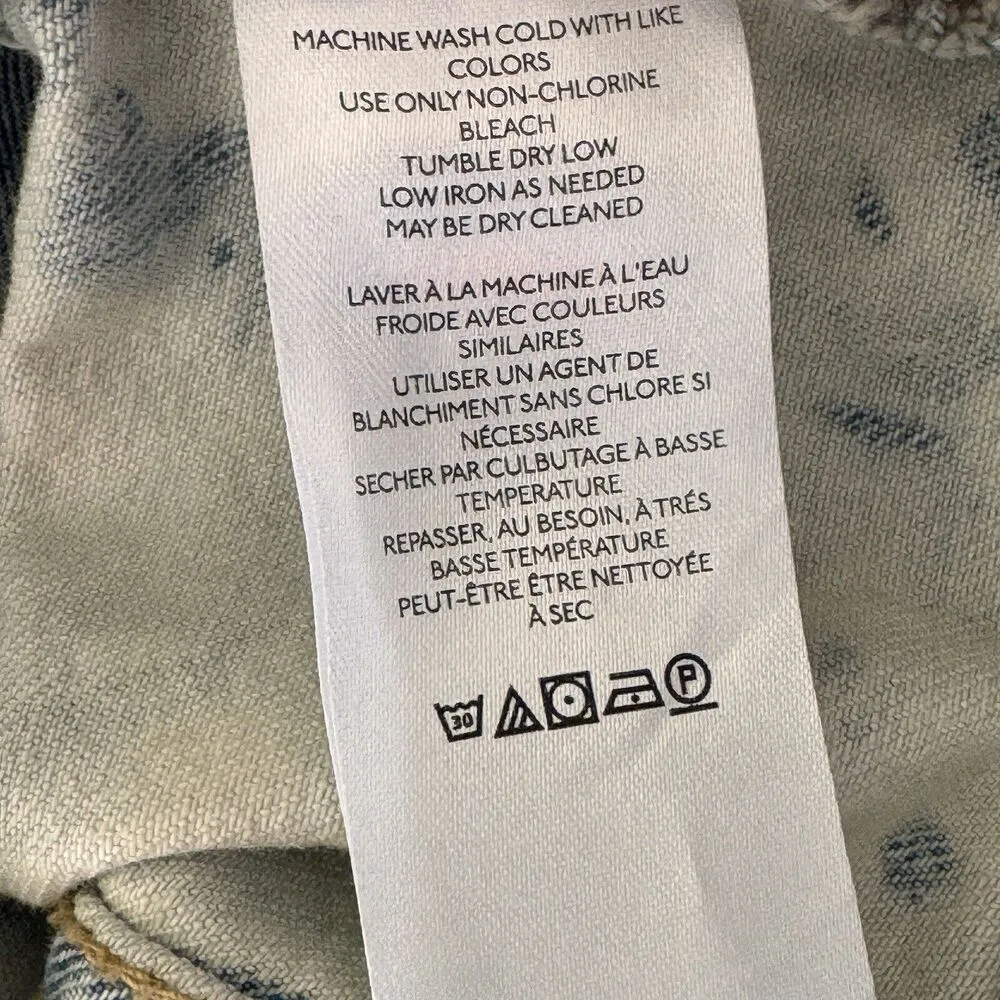 MACHINE WASH COLD WITH LIKE
COLORS
USE ONLY NON-CHLORINE
BLEACH
TUMBLE DRY LOW
LOW IRON AS NEEDED
MAY BE DRY CLEANED
LAVER À LA MACHINE À L'EAU
FROIDE AVEC COULEURS
SIMILAIRES
UTILISER UN AGENT DE
BLANCHIMENT SANS CHLORE SI
NÉCESSAIRE
SECHER PAR CULBUTAGE À BASSE
TEMPERATURE
REPASSER, AU BESOIN, À TRÉS
BASSE TEMPÉRATURE
PEUT-ÊTRE ÊTRE NETTOYÉE
À SEC
30 P